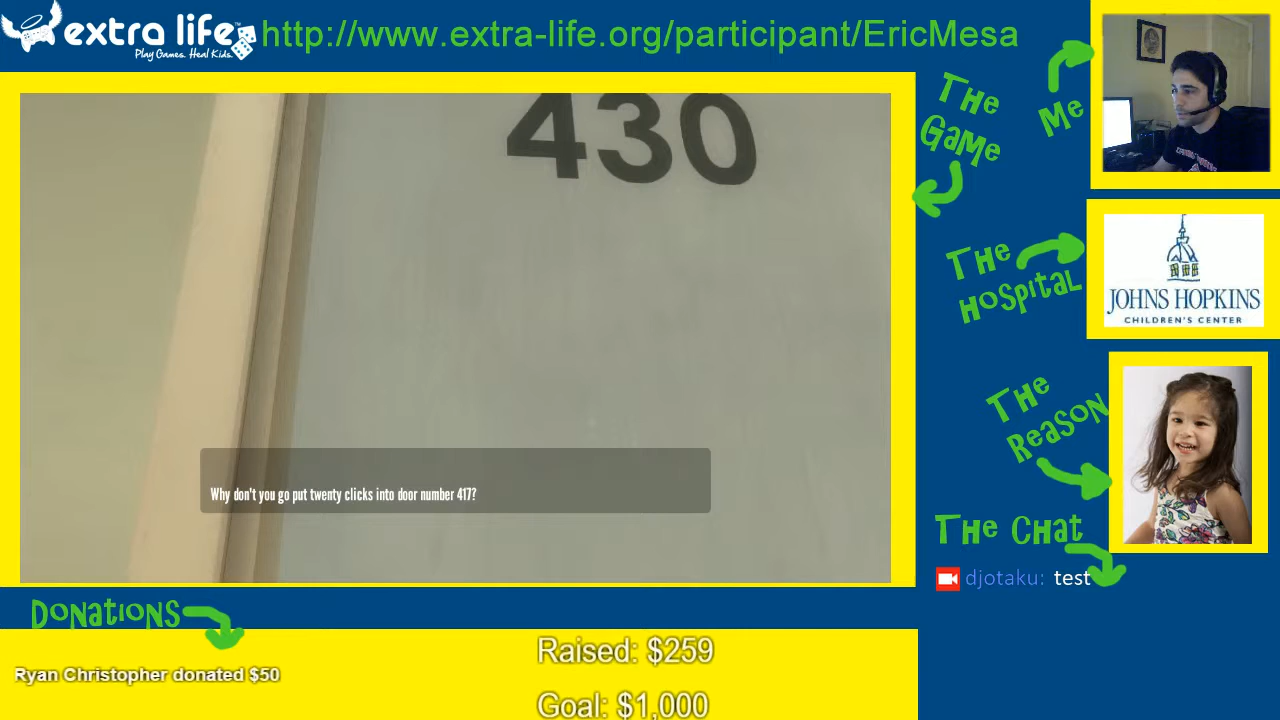 extra life
Play Games. Heal Kids.
http://www.extra-life.org/participant/EricMesa
The Game
Me
430
Why don't you go put twenty clicks into door number 417?
The Hospital
JOHNS HOPKINS
CHILDREN'S CENTER
The Reason
The Chat
djotaku: test
Donations
Ryan Christopher donated $50
Raised: $259
Goal: $1,000